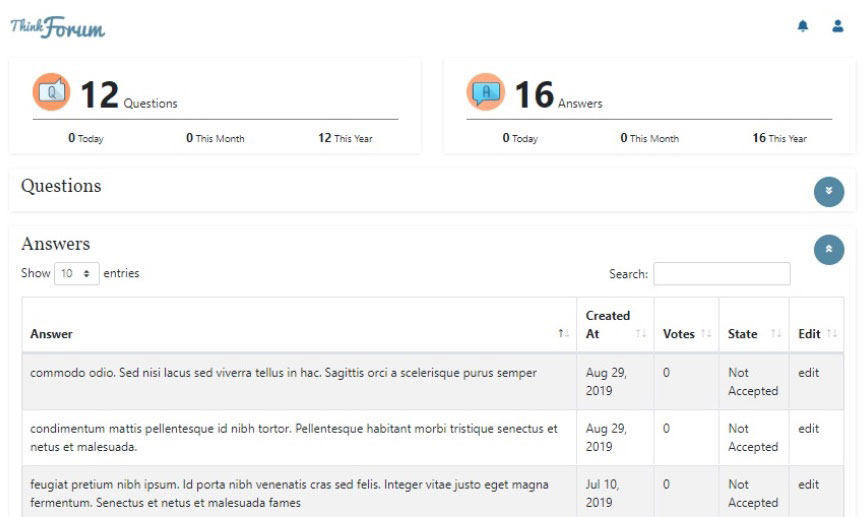 Think Forum
Q 12 Questions
0 Today 0 This Month 12 This Year
A 16 Answers
0 Today 0 This Month 16 This Year
Questions
Answers
Show 10 entries
Search:
Answer Created At Votes State Edit
commodo odio. Sed nisi lacus sed viverra tellus in hac. Sagittis orci a scelerisque purus semper
Aug 29,
2019
0
Not
Accepted
edit
condimentum mattis pellentesque id nibh tortor. Pellentesque habitant morbi tristique senectus et
netus et malesuada.
Aug 29,
2019
0
Not
Accepted
edit
feugiat pretium nibh ipsum. Id porta nibh venenatis cras sed felis. Integer vitae justo eget magna
fermentum. Senectus et netus et malesuada fames
Jul 10,
2019
0
Not
Accepted
edit